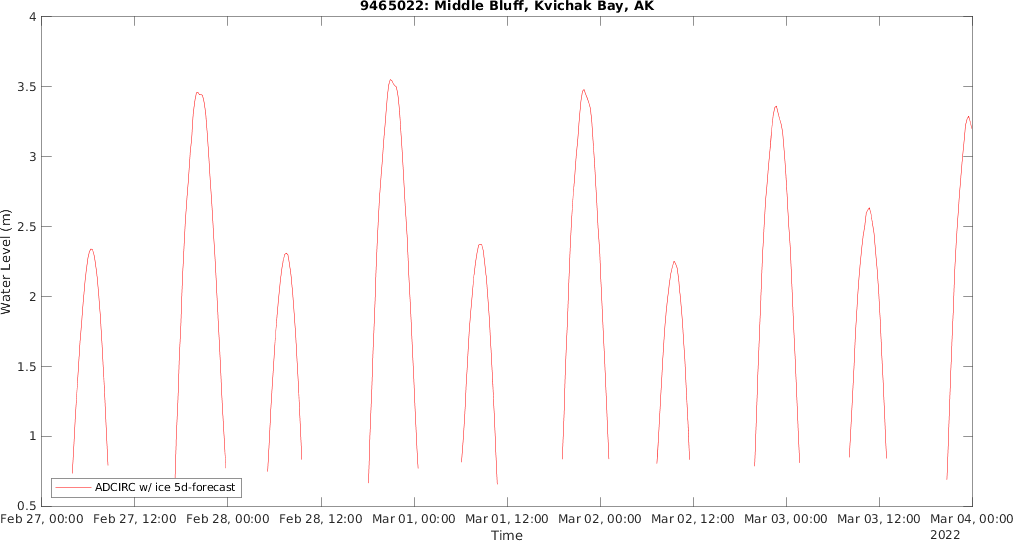 9465022: Middle Bluff, Kvichak Bay, AK
Water Level (m)
4
3.5
3
2.5
2
1.5
1
0.5
ADCIRC w/ ice 5d-forecast
Feb 27, 00:00 Feb 27, 12:00 Feb 28, 00:00 Feb 28, 12:00 Mar 01, 00:00 Mar 01, 12:00 Mar 02, 00:00 Mar 02, 12:00 Mar 03, 00:00 Mar 03, 12:00 Mar 04, 00:00
2022
Time